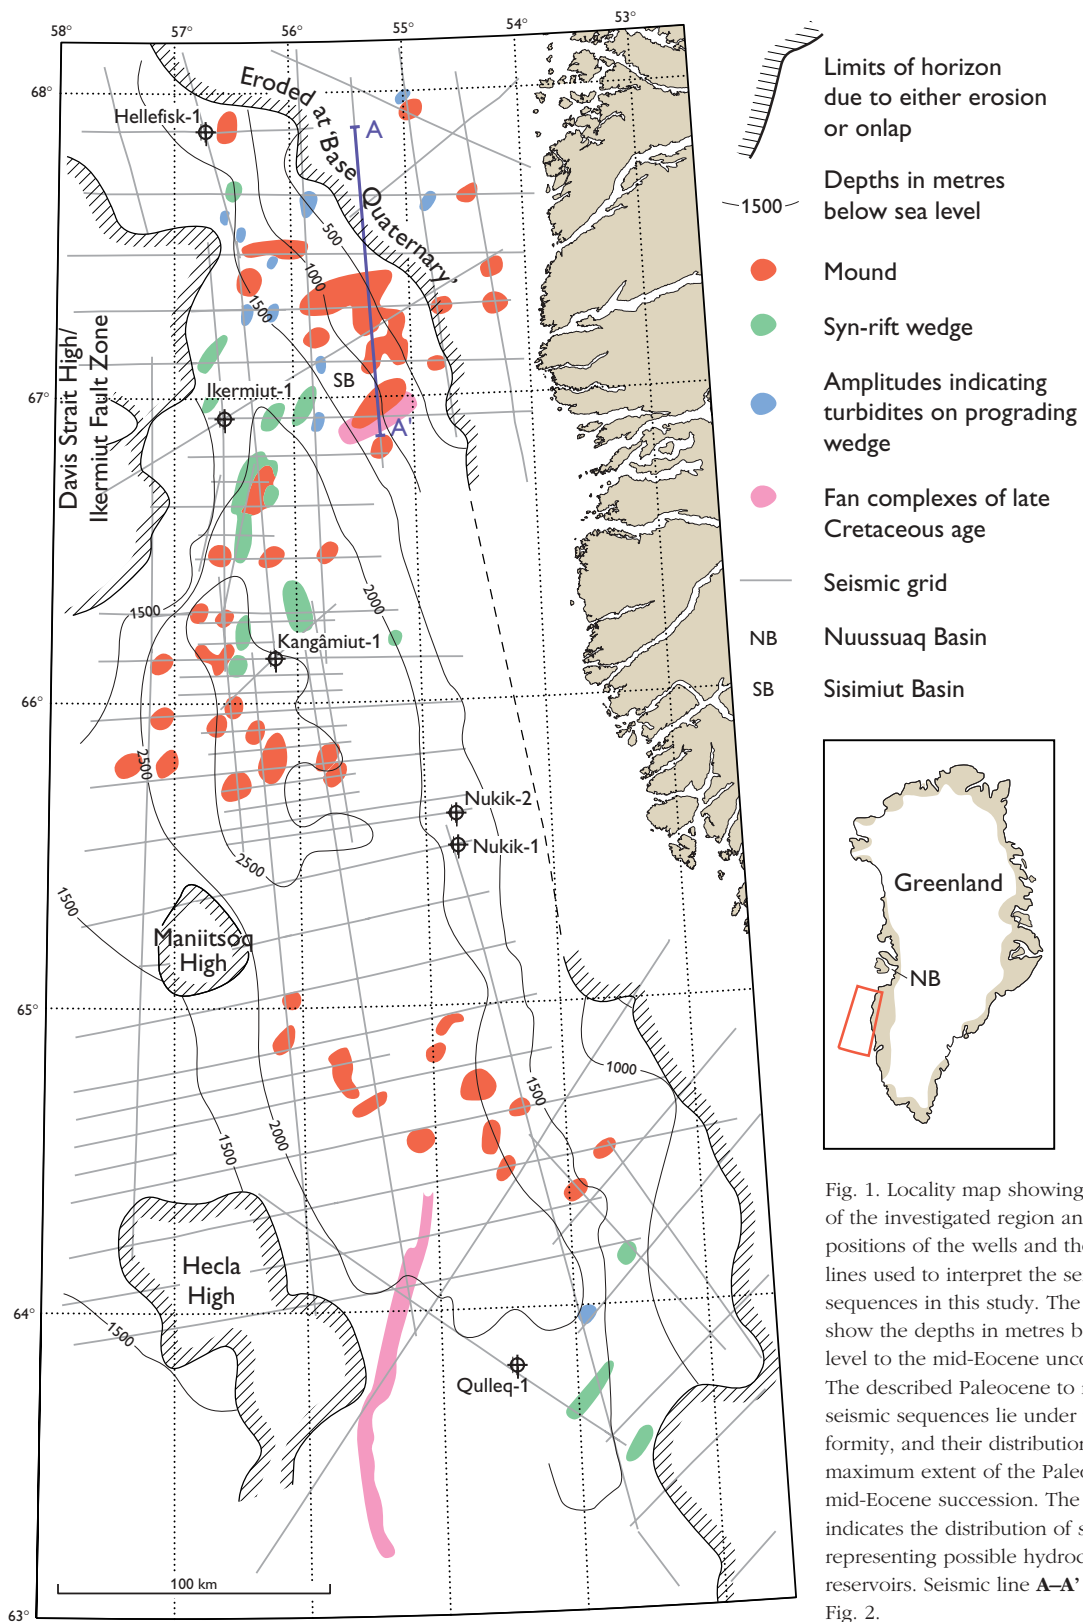 58°
57°
56°
55°
54°
53°
68°
67°
66°
65°
64°
63°
Hellefisk-1
Eroded at 'Base Quaternary'
A
500
1000
1500
Davis Strait High/
Ikermiut Fault Zone
Ikermiut-1
SB
A'
2000
1500
Kangâmiut-1
2500
Nukik-2
Nukik-1
2500
1500
Maniitsoq
High
1000
1500
2000
1500
Hecla
High
1500
Qulleq-1
100 km
Limits of horizon
due to either erosion
or onlap
1500
Depths in metres
below sea level
Mound
Syn-rift wedge
Amplitudes indicating
turbidites on prograding
wedge
Fan complexes of late
Cretaceous age
Seismic grid
NB
Nuussuaq Basin
SB
Sisimiut Basin
Greenland
NB
Fig. 1. Locality map showing
of the investigated region an
positions of the wells and the
lines used to interpret the se
sequences in this study. The
show the depths in metres b
level to the mid-Eocene unco
The described Paleocene to
seismic sequences lie under
formity, and their distribution
maximum extent of the Paleo
mid-Eocene succession. The
indicates the distribution of s
representing possible hydroc
reservoirs. Seismic line A–A'
Fig. 2.